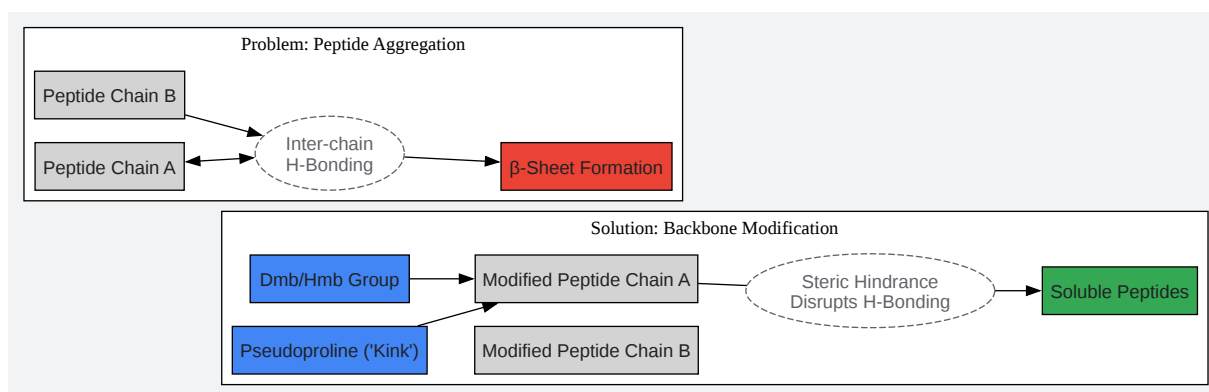 Problem: Peptide Aggregation
Peptide Chain B
Peptide Chain A
Inter-chain
H-Bonding
β-Sheet Formation
Solution: Backbone Modification
Dmb/Hmb Group
Pseudoproline ('Kink')
Modified Peptide Chain A
Modified Peptide Chain B
Steric Hindrance
Disrupts H-Bonding
Soluble Peptides